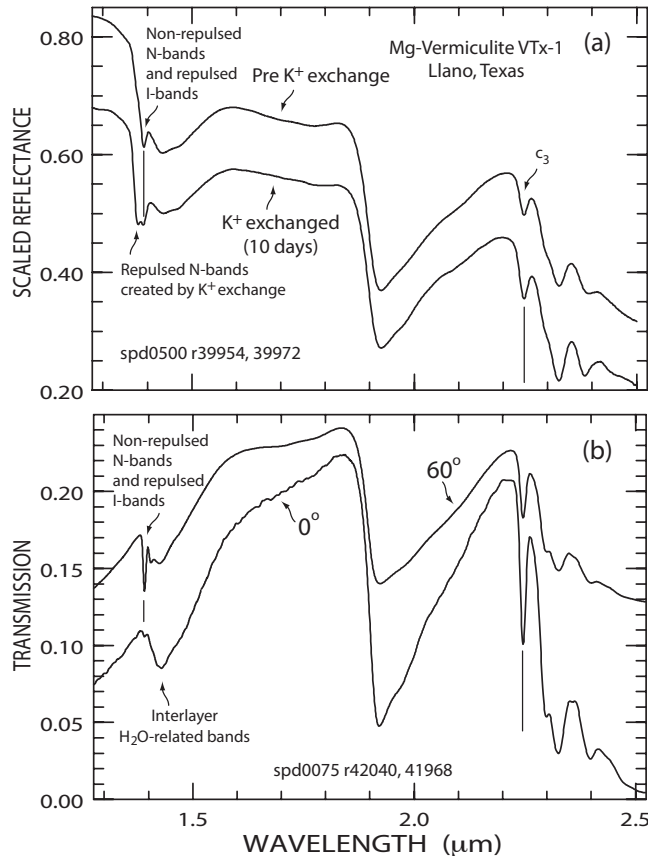 0.80
0.60
0.40
0.20
SCALED REFLECTANCE
Non-repulsed
N-bands
and repulsed
I-bands
Pre K+ exchange
Mg-Vermiculite VTx-1
Llano, Texas
(a)
c3
K+ exchanged
(10 days)
Repulsed N-bands
created by K+ exchange
spd0500 r39954, 39972
(b)
0.20
0.15
0.10
0.05
0.00
TRANSMISSION
Non-repulsed
N-bands
and repulsed
I-bands
60o
0o
Interlayer
H2O-related bands
spd0075 r42040, 41968
1.5
2.0
2.5
WAVELENGTH (μm)